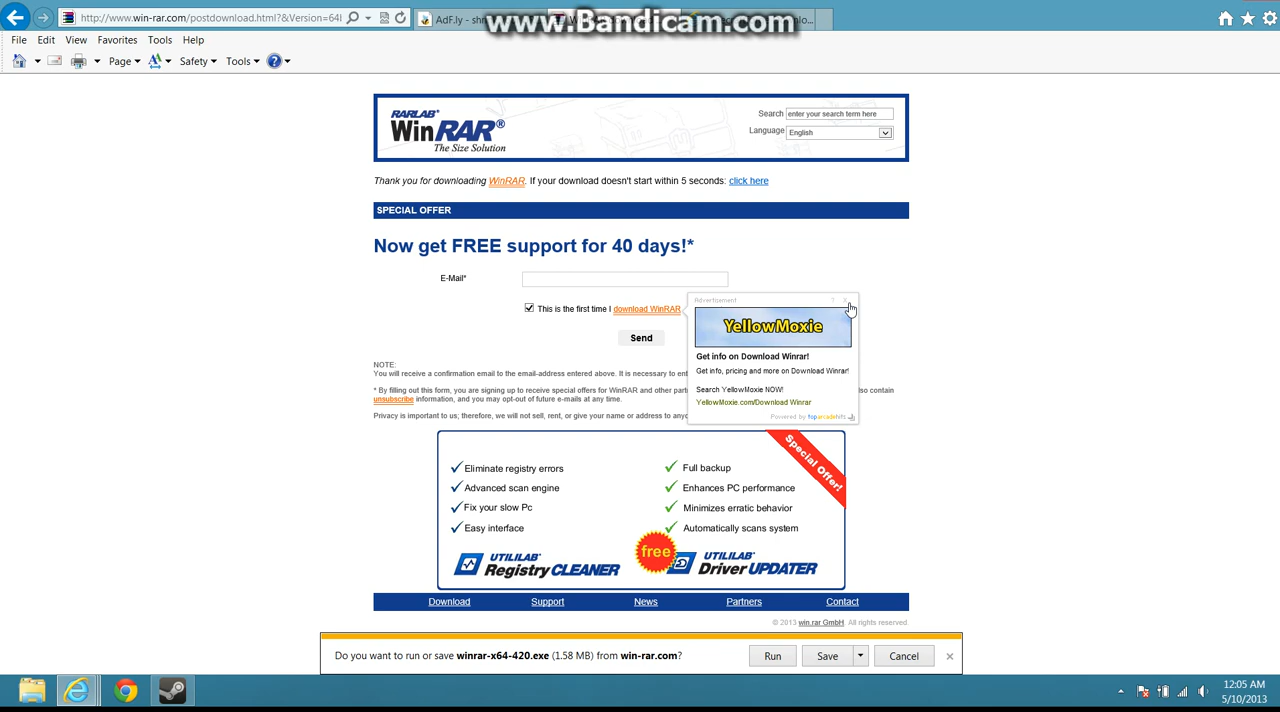 www.Bandicam.com
http://www.win-rar.com/postdownload.html?&Version=64
AdF.ly - shr
File Edit View Favorites Tools Help
Page Safety Tools
RARLAB®
WinRAR®
The Size Solution
Search enter your search term here
Language English
Thank you for downloading WinRAR. If your download doesn't start within 5 seconds: click here
SPECIAL OFFER
Now get FREE support for 40 days!*
E-Mail*
This is the first time I download WinRAR
Send
Advertisement ? X
YellowMoxie
Get info on Download Winrar!
Get info, pricing and more on Download Winrar!
Search YellowMoxie NOW!
YellowMoxie.com/Download Winrar
Powered by toparcadehits
NOTE:
You will receive a confirmation email to the email-address entered above. It is necessary to en
* By filling out this form, you are signing up to receive special offers for WinRAR and other par so contain
unsubscribe information, and you may opt-out of future e-mails at any time.
Privacy is important to us; therefore, we will not sell, rent, or give your name or address to any
Special Offer!
Eliminate registry errors
Advanced scan engine
Fix your slow Pc
Easy interface
Full backup
Enhances PC performance
Minimizes erratic behavior
Automatically scans system
UTILILAB®
Registry CLEANER
free
UTILILAB®
Driver UPDATER
Download Support News Partners Contact
© 2013 win.rar GmbH. All rights reserved.
Do you want to run or save winrar-x64-420.exe (1.58 MB) from win-rar.com?
Run Save Cancel
12:05 AM
5/10/2013